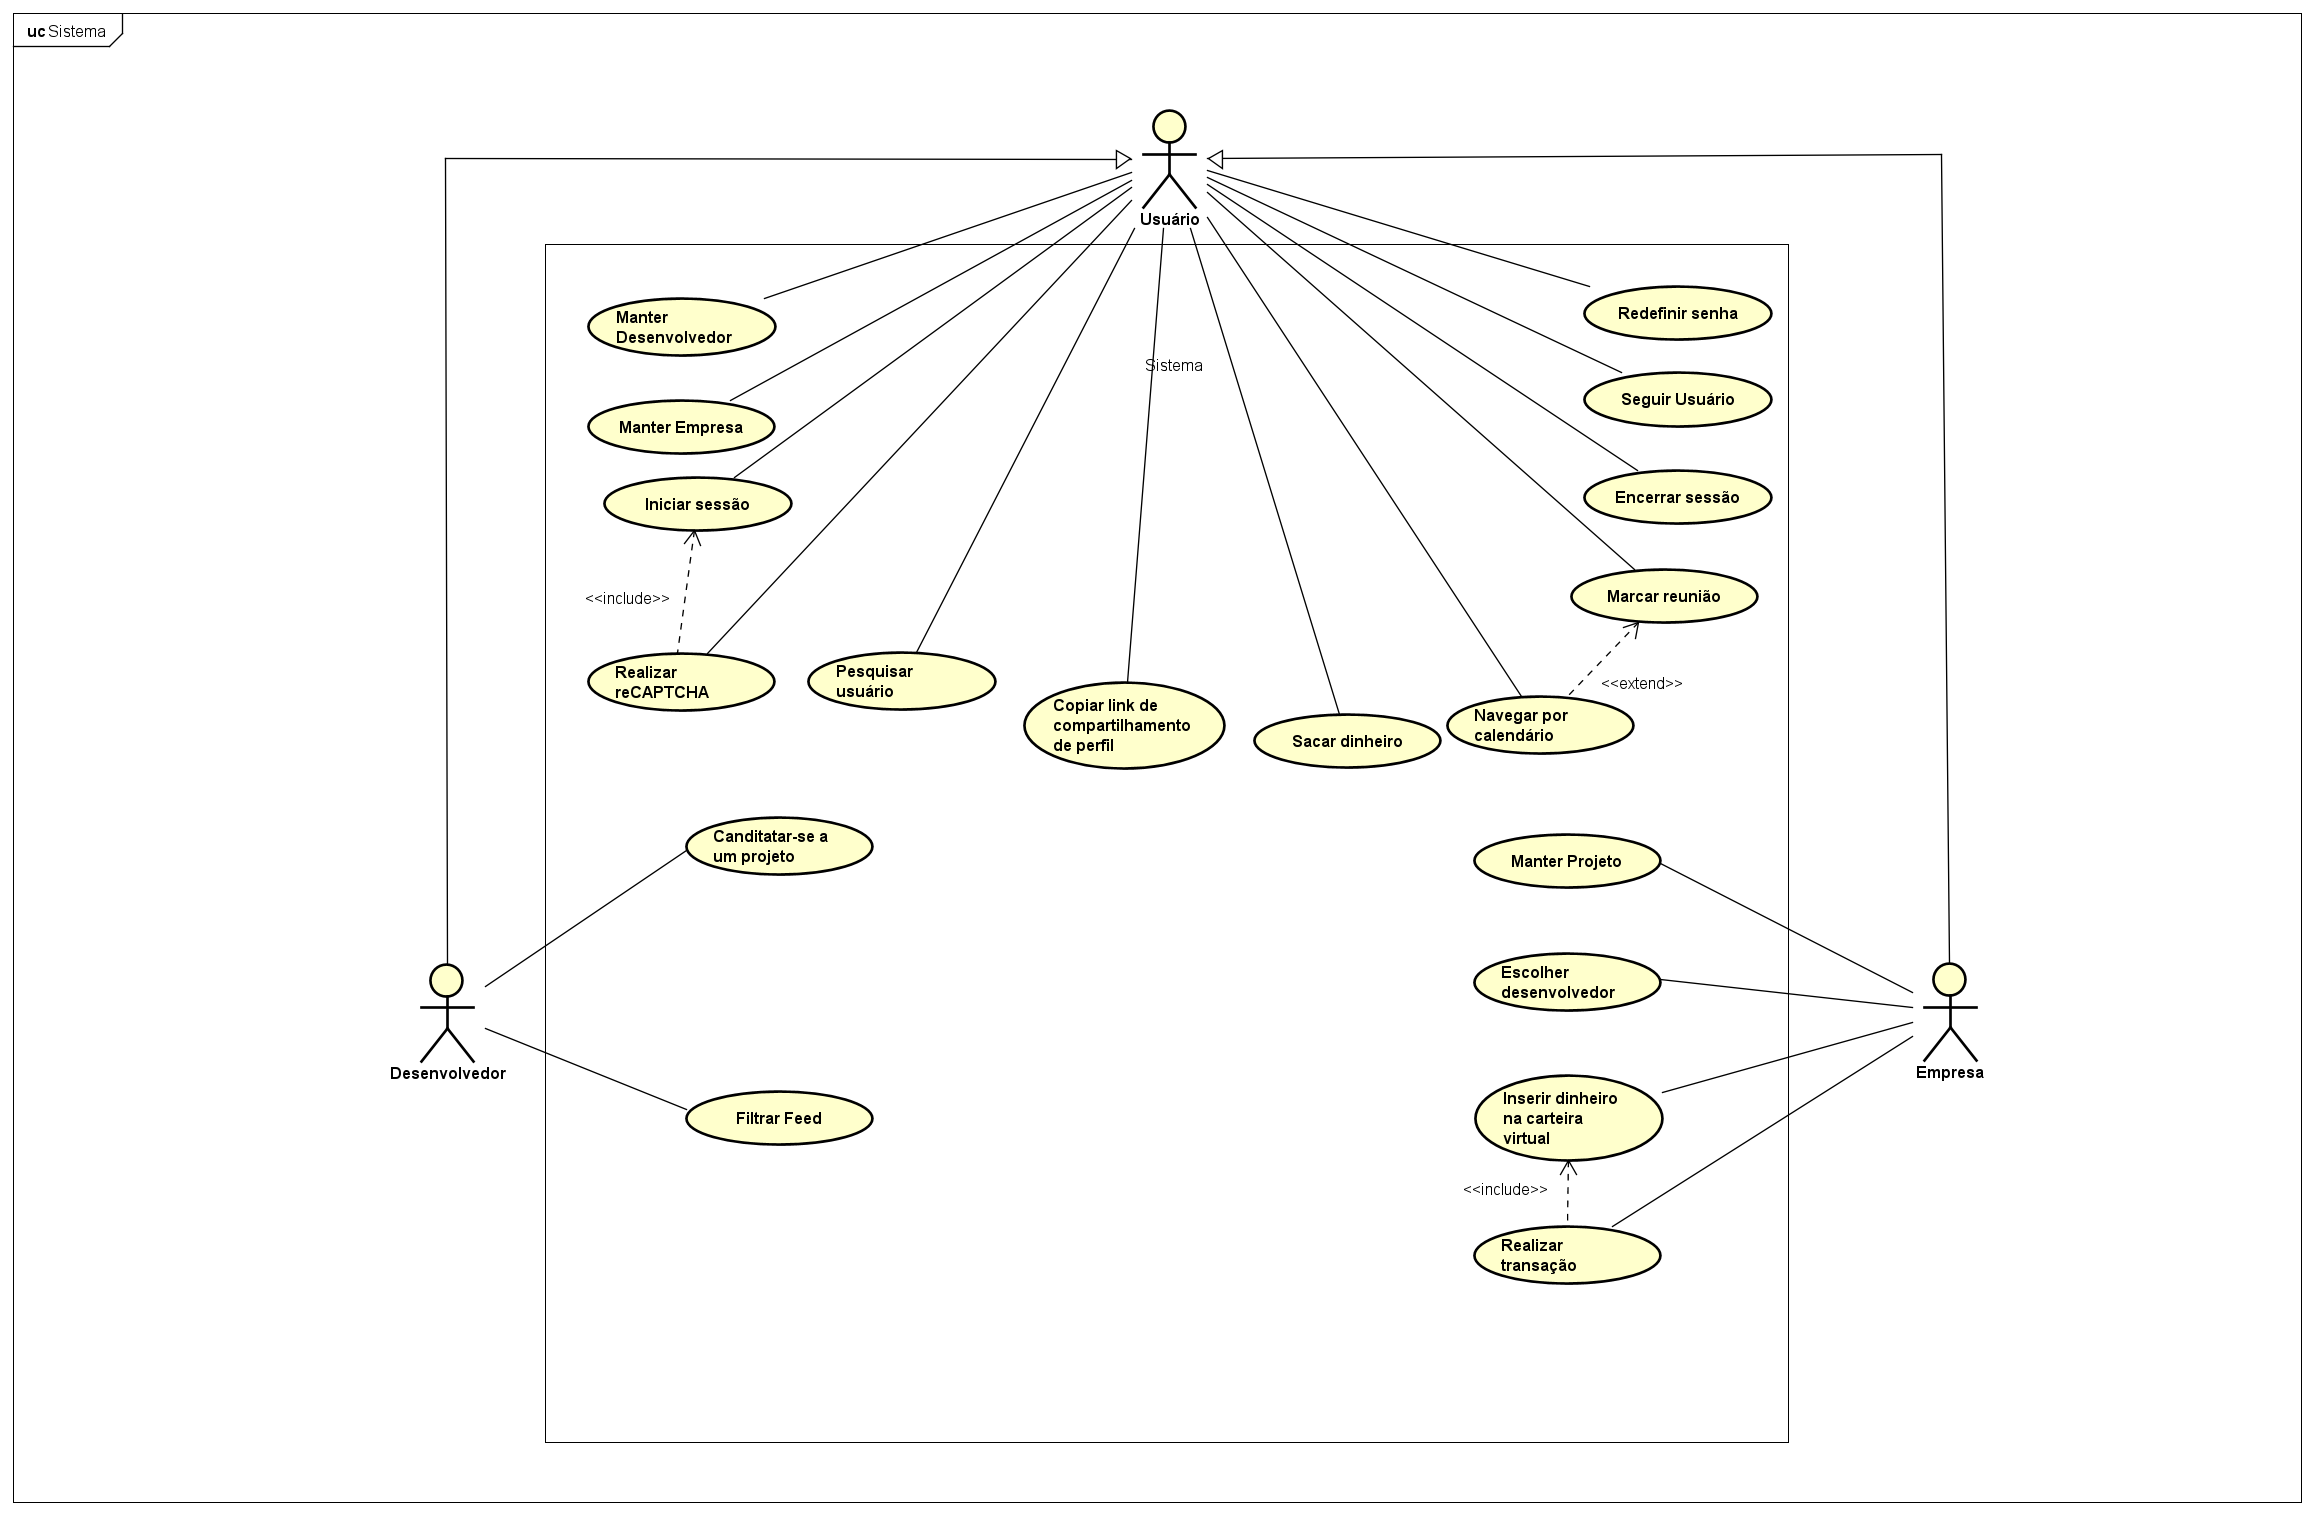 uc Sistema
Usuário
Manter
Desenvolvedor
Redefinir senha
Sistema
Seguir Usuário
Manter Empresa
Iniciar sessão
Encerrar sessão
<<include>>
Marcar reunião
Realizar
reCAPTCHA
Pesquisar
usuário
<<extend>>
Copiar link de
compartilhamento
de perfil
Sacar dinheiro
Navegar por
calendário
Canditatar-se a
um projeto
Manter Projeto
Escolher
desenvolvedor
Desenvolvedor
Empresa
Filtrar Feed
Inserir dinheiro
na carteira
virtual
<<include>>
Realizar
transação